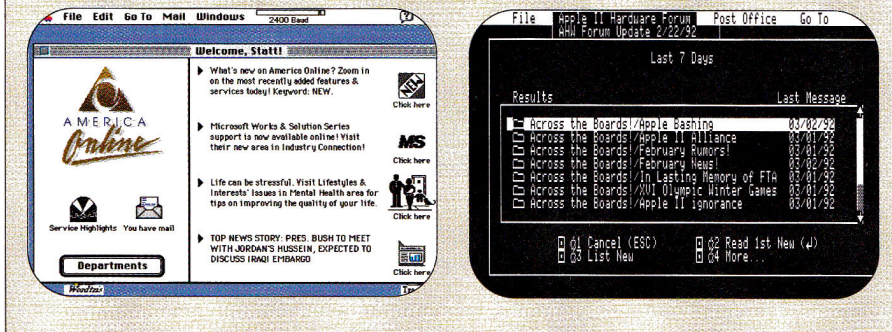 File Edit Go To Mail Windows
2400 Baud
Welcome, Statt!
AMERICA
Online
Service Highlights You have mail
Departments
What's new on America Online? Zoom in
on the most recently added features &
services today! Keyword: NEW.
NEW
Click here
Microsoft Works & Solution Series
support is now available online! Visit
their new area in Industry Connection!
MS
Click here
Life can be stressful. Visit Lifestyles &
Interests' Issues in Mental Health area for
tips on improving the quality of your life.
Click here
TOP NEWS STORY: PRES. BUSH TO MEET
WITH JORDAN'S HUSSEIN, EXPECTED TO
DISCUSS IRAQI EMBARGO
Click here
File Apple II Hardware Forum Post Office Go To
AHW Forum Update 2/22/92
Last 7 Days
Results Last Message
Across the Boards!/Apple Bashing 03/02/92
Across the Boards!/Apple II Alliance 03/01/92
Across the Boards!/February Rumors! 03/01/92
Across the Boards!/February News! 03/02/92
Across the Boards!/In Lasting Memory of FTA 03/01/92
Across the Boards!/XVI Olympic Winter Games 03/01/92
Across the Boards!/Apple II ignorance 03/01/92
1 Cancel (ESC) 2 Read 1st New (↲)
3 List New 4 More...